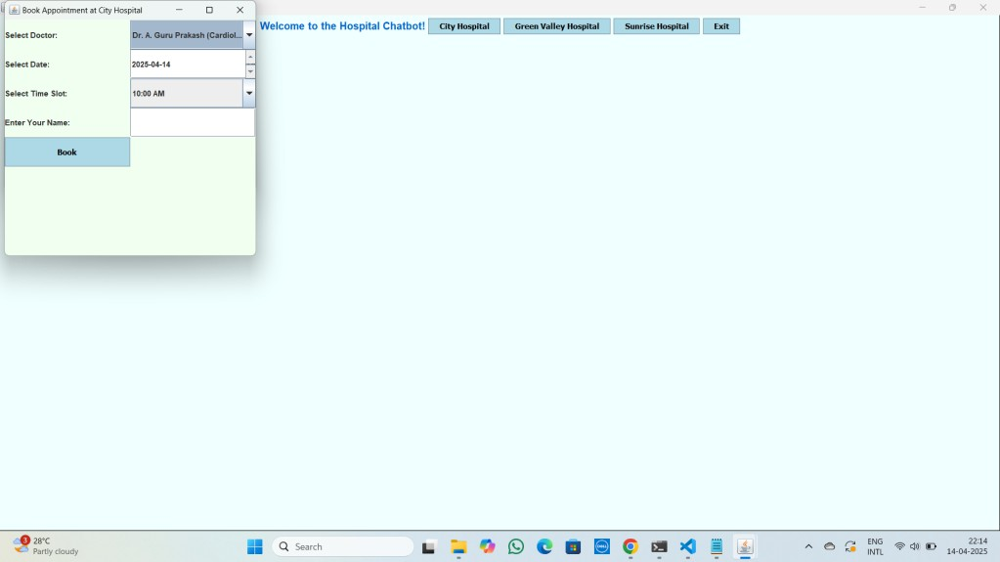 Book Appointment at City Hospital
Select Doctor:
Dr. A. Guru Prakash (Cardiol...
Select Date:
2025-04-14
Select Time Slot:
10:00 AM
Enter Your Name:
Book
Welcome to the Hospital Chatbot!
City Hospital
Green Valley Hospital
Sunrise Hospital
Exit
3
28°C
Partly cloudy
Search
DELL
ENG
INTL
22:14
14-04-2025